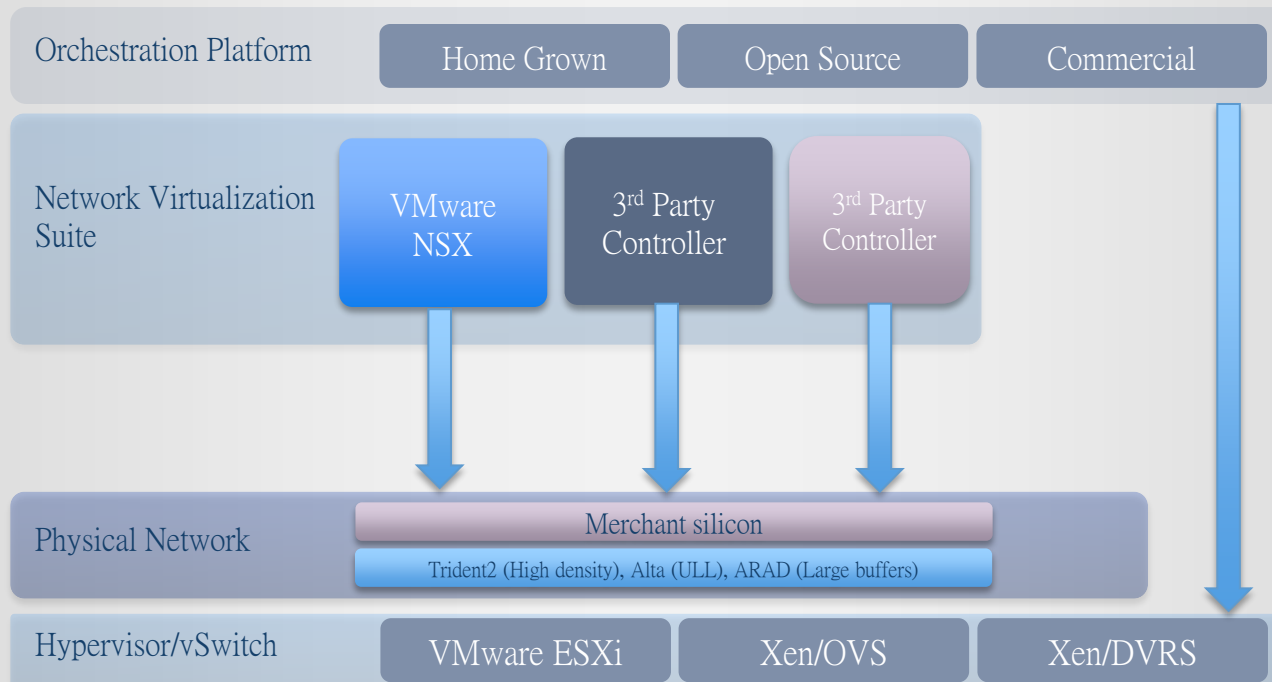 Orchestration Platform
Home Grown
Open Source
Commercial
Network Virtualization
Suite
VMware
NSX
3rd Party
Controller
3rd Party
Controller
Physical Network
Merchant silicon
Trident2 (High density), Alta (ULL), ARAD (Large buffers)
Hypervisor/vSwitch
VMware ESXi
Xen/OVS
Xen/DVRS